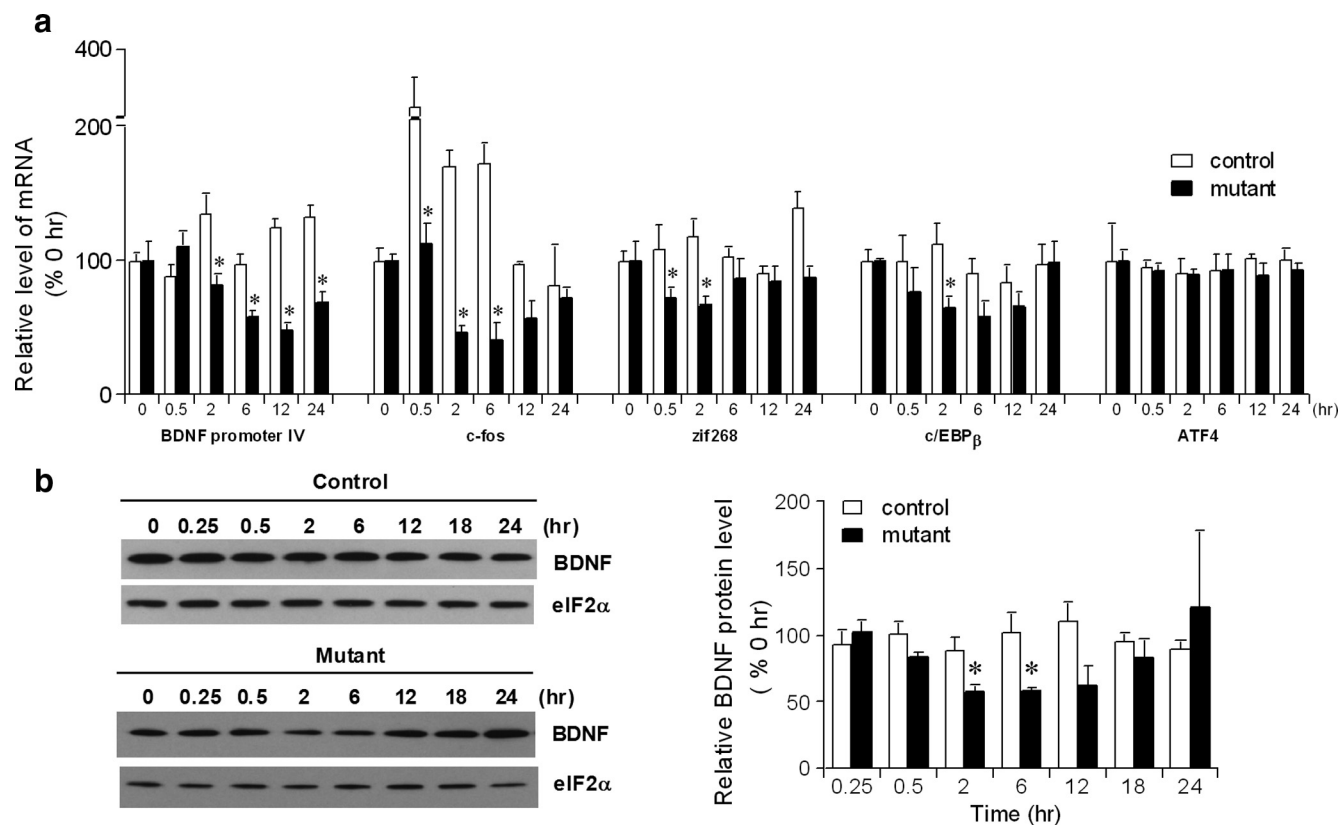 a
400
200
100
0
Relative level of mRNA
(% 0 hr)
control
mutant
* * * * * * * * * *
0 0.5 2 6 12 24 0 0.5 2 6 12 24 0 0.5 2 6 12 24 0 0.5 2 6 12 24 0 0.5 2 6 12 24 (hr)
BDNF promoter IV c-fos zif268 c/EBPβ ATF4
b
Control
0 0.25 0.5 2 6 12 18 24 (hr)
BDNF
eIF2α
Mutant
0 0.25 0.5 2 6 12 18 24 (hr)
BDNF
eIF2α
200
150
100
50
0
Relative BDNF protein level
( % 0 hr)
control
mutant
* *
0.25 0.5 2 6 12 18 24
Time (hr)